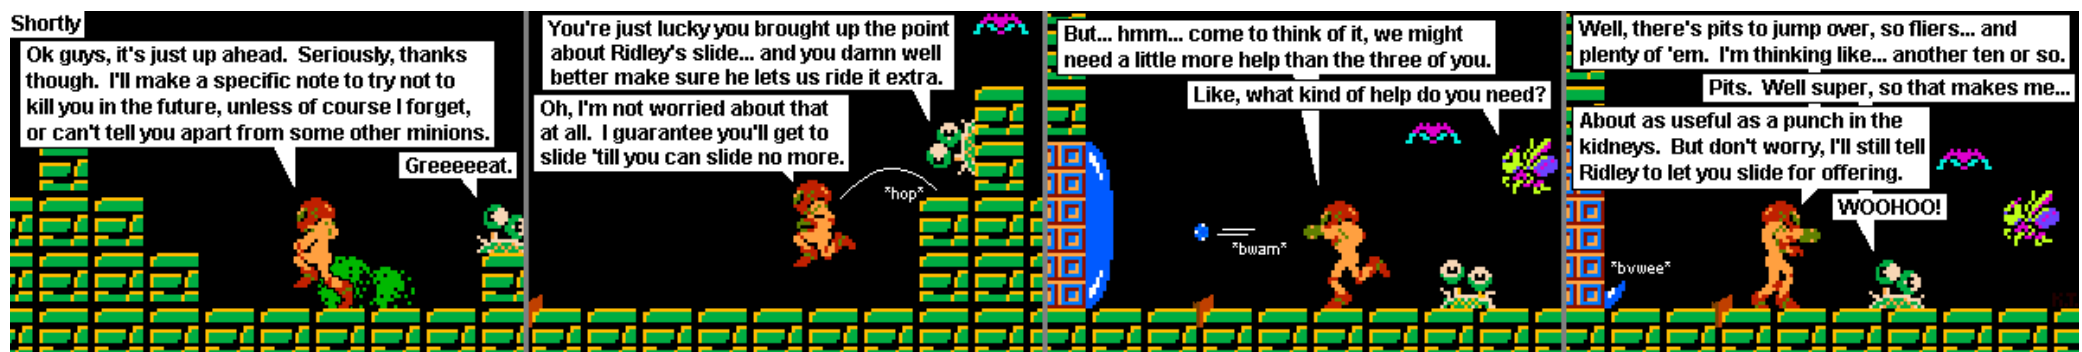 Shortly
Ok guys, it's just up ahead. Seriously, thanks
though. I'll make a specific note to try not to
kill you in the future, unless of course I forget,
or can't tell you apart from some other minions.
Greeeeeat.
You're just lucky you brought up the point
about Ridley's slide... and you damn well
better make sure he lets us ride it extra.
Oh, I'm not worried about that
at all. I guarantee you'll get to
slide 'till you can slide no more.
*hop*
But... hmm... come to think of it, we might
need a little more help than the three of you.
Like, what kind of help do you need?
*bwam*
Well, there's pits to jump over, so fliers... and
plenty of 'em. I'm thinking like... another ten or so.
Pits. Well super, so that makes me...
About as useful as a punch in the
kidneys. But don't worry, I'll still tell
Ridley to let you slide for offering.
WOOHOO!
*bvwee*